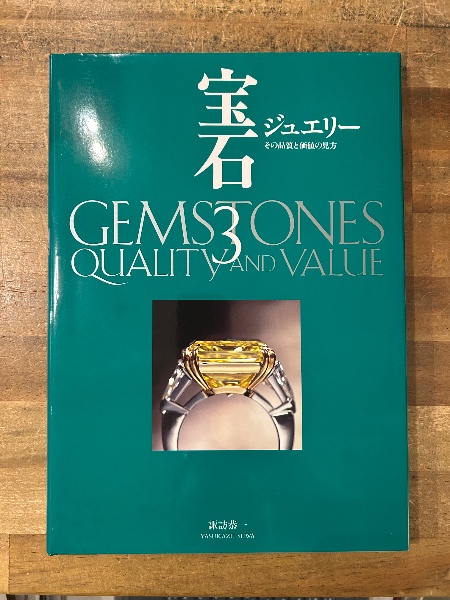 宝石
ジュエリー
その品質と価値の見方
GEMSTONES
3
QUALITY AND VALUE
諏訪恭一
YASUKAZU SUWA